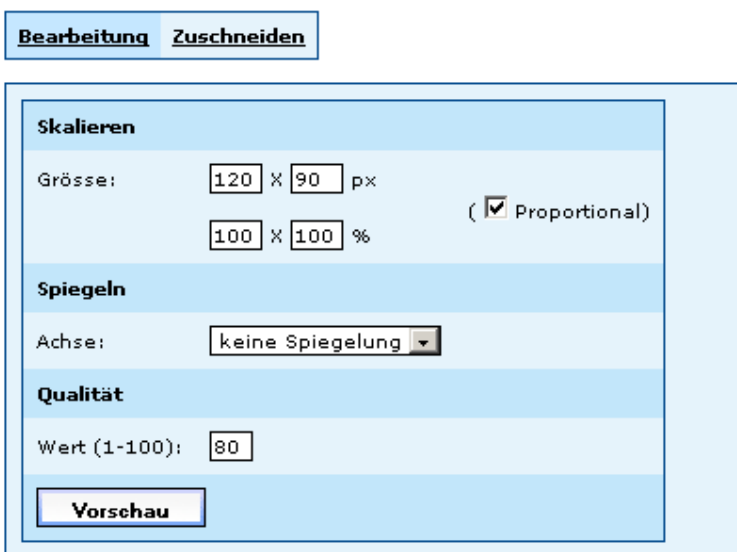 Bearbeitung Zuschneiden
Skalieren
Grösse: 120 X 90 px
( Proportional)
100 X 100 %
Spiegeln
Achse: keine Spiegelung
Qualität
Wert (1-100): 80
Vorschau